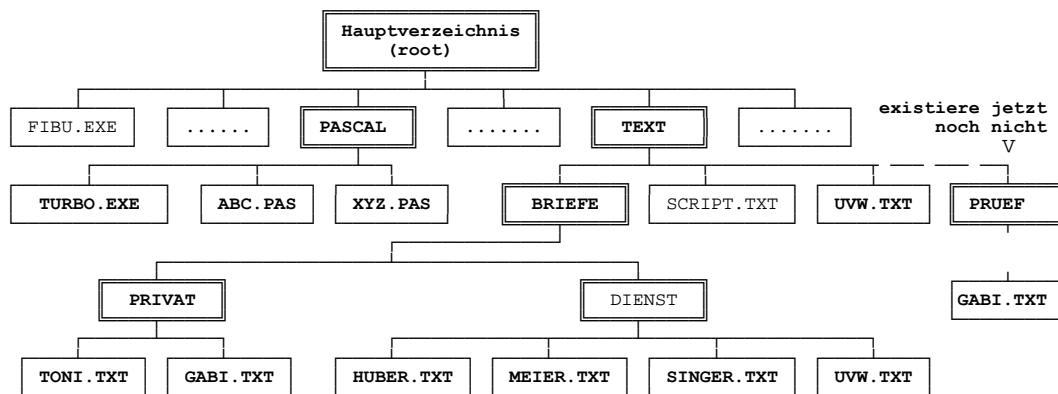 Hauptverzeichnis
(root)
existiere jetzt
noch nicht
V
FIBU.EXE ...... PASCAL ....... TEXT .......
TURBO.EXE ABC.PAS XYZ.PAS BRIEFE SCRIPT.TXT UVW.TXT PRUEF
PRIVAT DIENST GABI.TXT
TONI.TXT GABI.TXT HUBER.TXT MEIER.TXT SINGER.TXT UVW.TXT